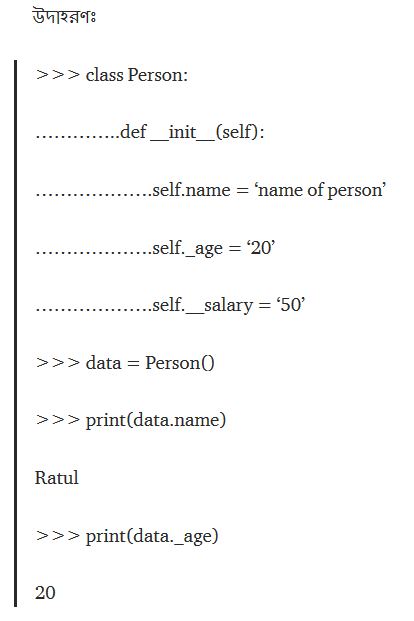 উদাহরণঃ
>>> class Person:
…………..def __init__(self):
……………….self.name = ‘name of person’
……………….self._age = ‘20’
……………….self.__salary = ‘50’
>>> data = Person()
>>> print(data.name)
Ratul
>>> print(data._age)
20